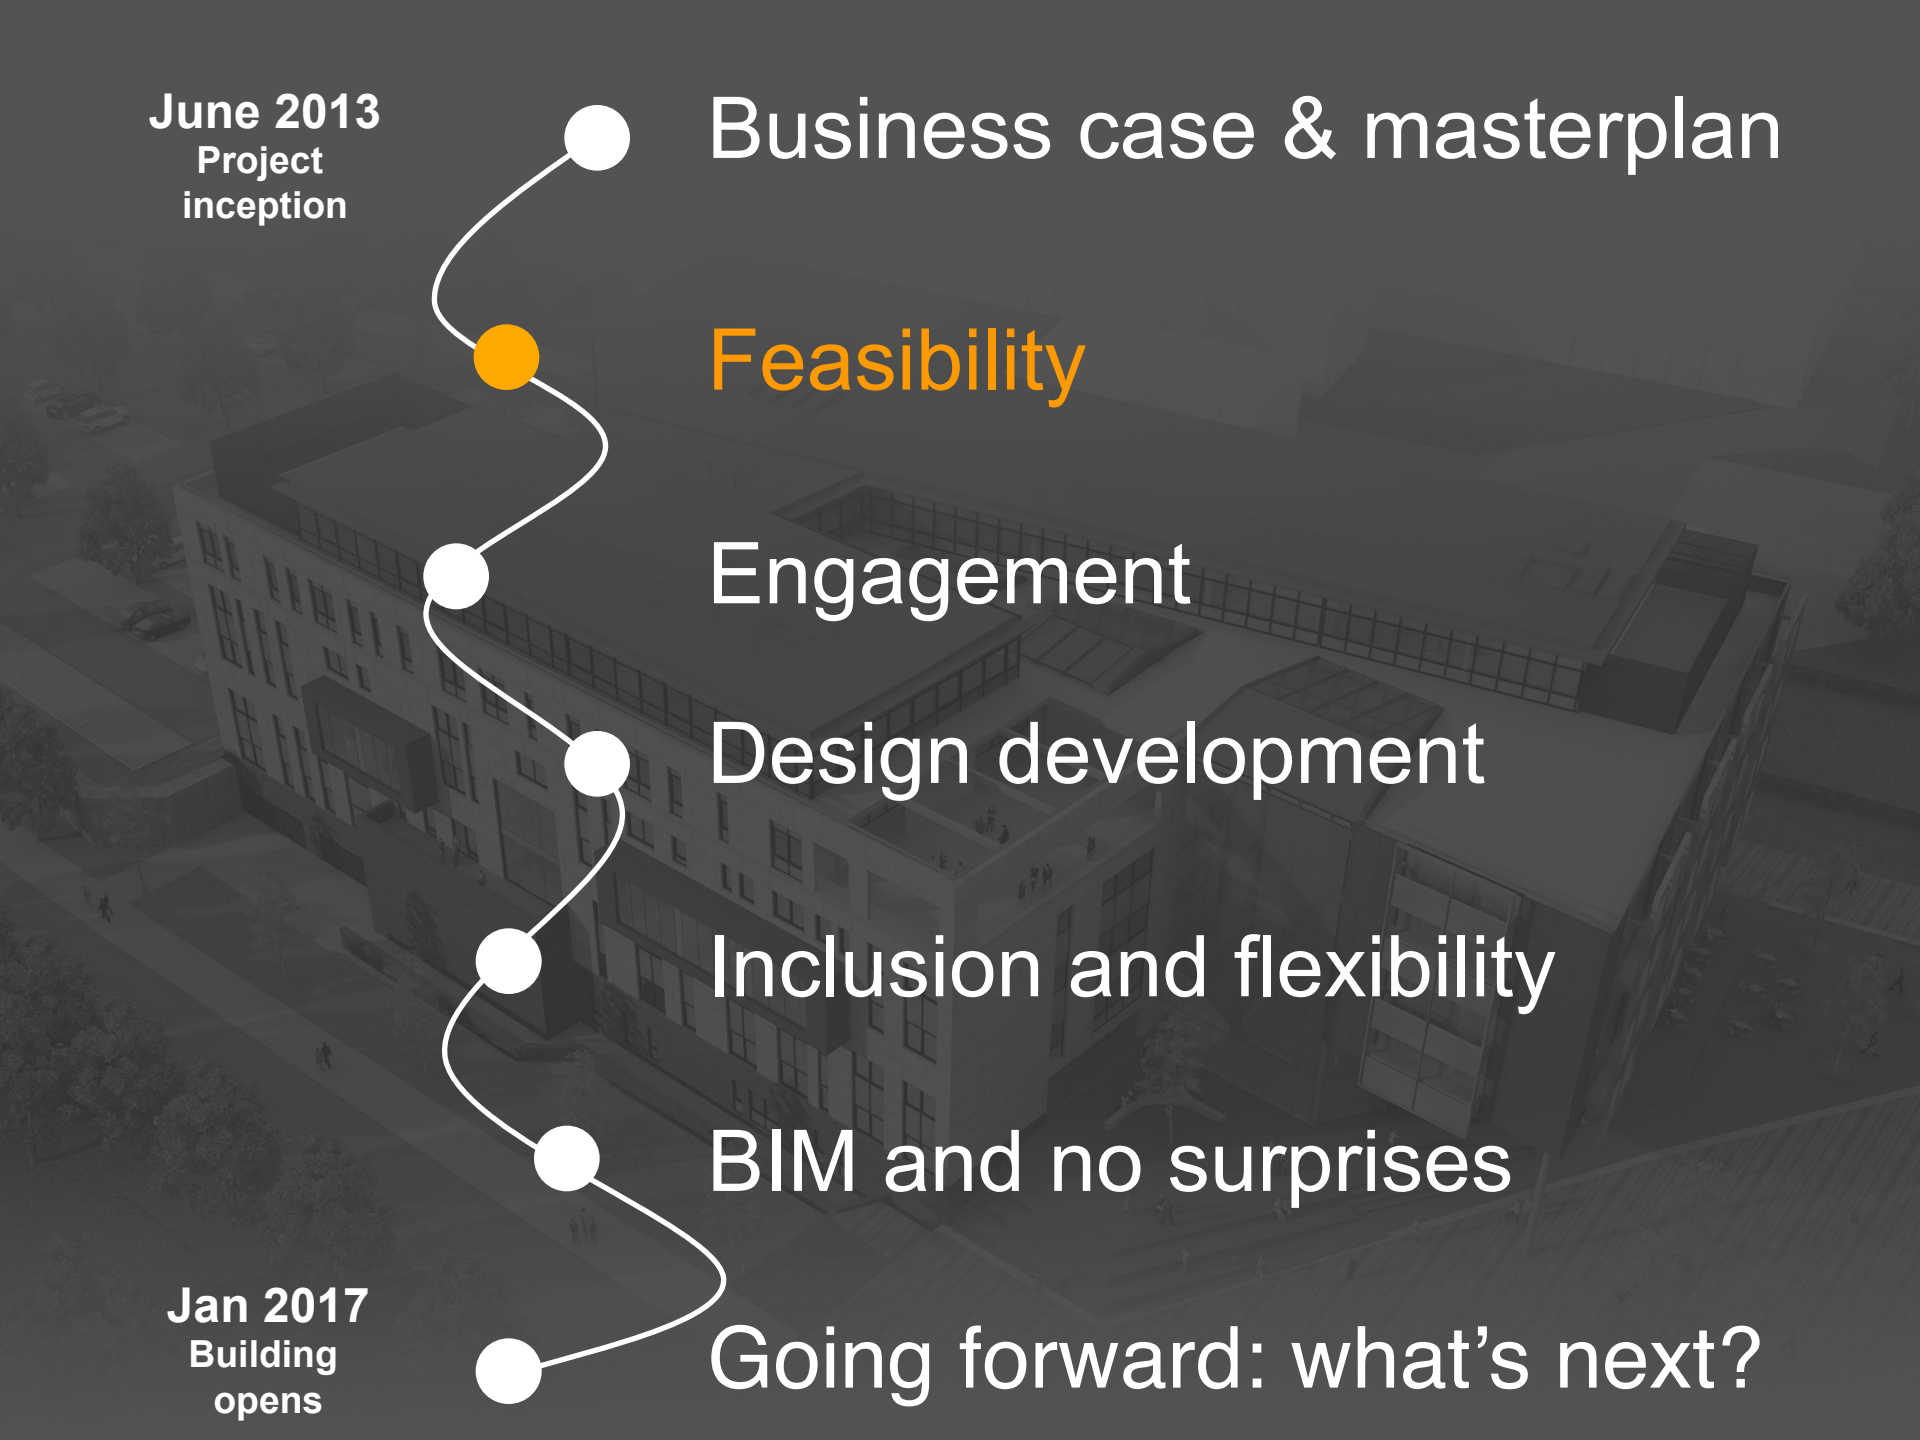 June 2013
Project
inception
Business case & masterplan
Feasibility
Engagement
Design development
Inclusion and flexibility
BIM and no surprises
Jan 2017
Building
opens
Going forward: what’s next?